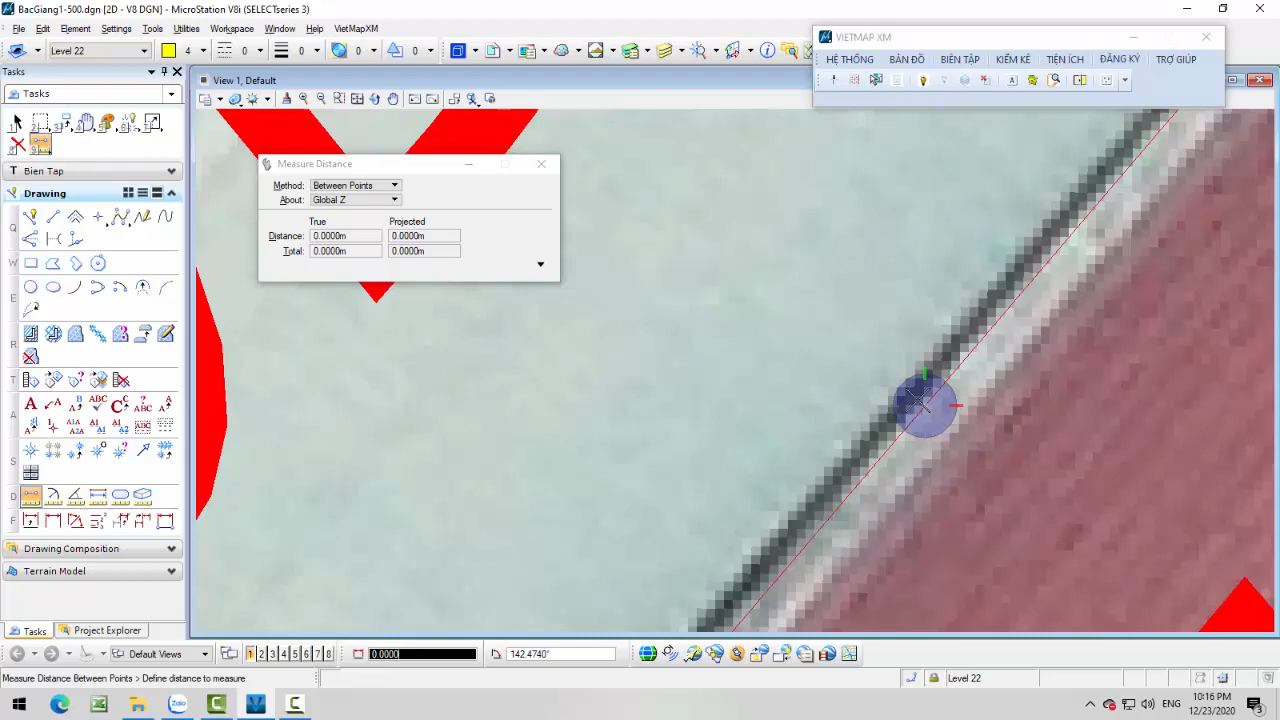 BacGiang1-500.dgn [2D - V8 DGN] - MicroStation V8i (SELECTseries 3)
File Edit Element Settings Tools Utilities Workspace Window Help VietMapXM
Level 22 4 0 0 0 0
VIETMAP XM
HỆ THỐNG BẢN ĐỒ BIÊN TẬP KIỂM KÊ TIỆN ÍCH ĐĂNG KÝ TRỢ GIÚP
Tasks
View 1, Default
Tasks
Bien Tap
Drawing
Q
W
E
R
T
A
S
D
F
Drawing Composition
Terrain Model
Measure Distance
Method: Between Points
About: Global Z
True Projected
Distance: 0.0000m 0.0000m
Total: 0.0000m 0.0000m
Tasks Project Explorer
Default Views 1 2 3 4 5 6 7 8 0.0000 142.4740°
Measure Distance Between Points > Define distance to measure Level 22
Zalo
10:16 PM
12/23/2020
3